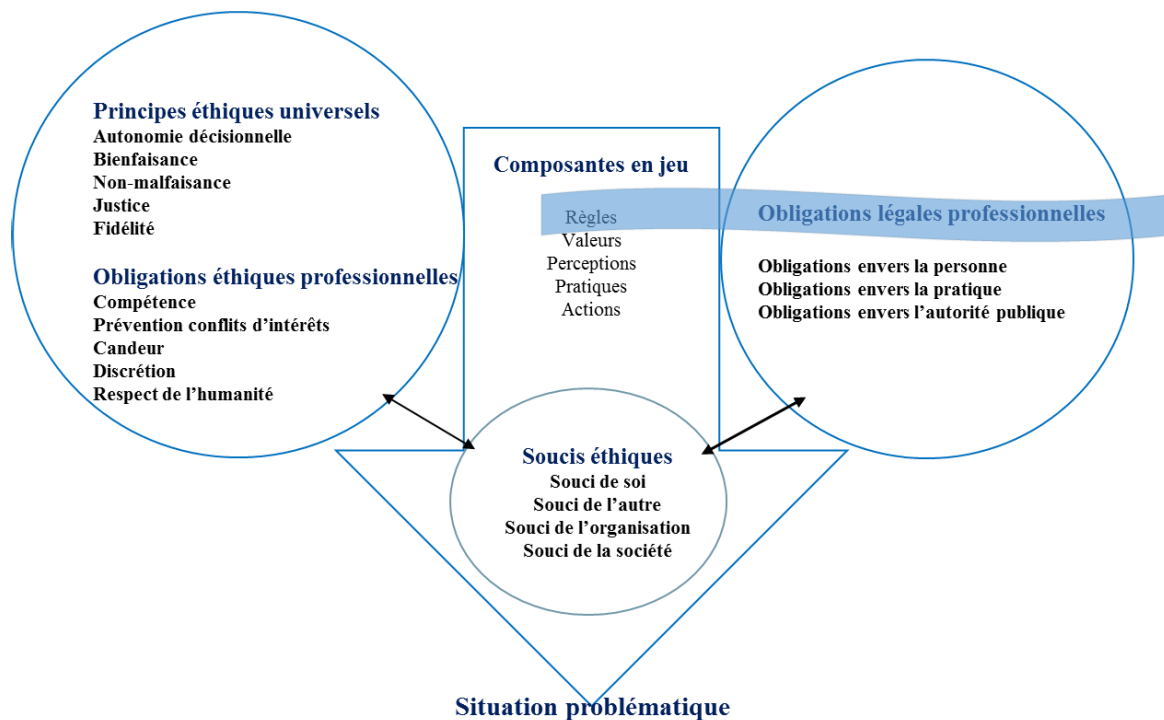 Principes éthiques universels
Autonomie décisionnelle
Bienfaisance
Non-malfaisance
Justice
Fidélité
Obligations éthiques professionnelles
Compétence
Prévention conflits d’intérêts
Candeur
Discrétion
Respect de l’humanité
Composantes en jeu
Règles
Valeurs
Perceptions
Pratiques
Actions
Obligations légales professionnelles
Obligations envers la personne
Obligations envers la pratique
Obligations envers l’autorité publique
Soucis éthiques
Souci de soi
Souci de l’autre
Souci de l’organisation
Souci de la société
Situation problématique